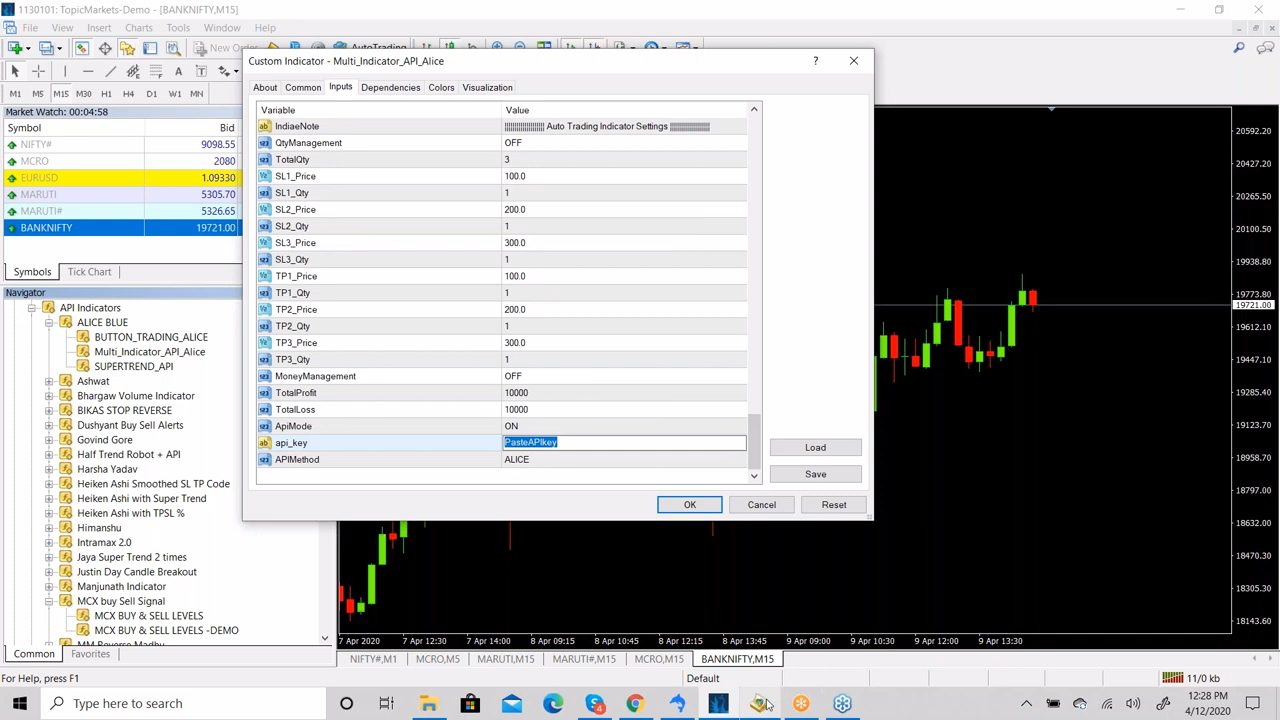 1130101: TopicMarkets-Demo - [BANKNIFTY,M15]
File View Insert Charts Tools Window Help
New Order AutoTrading
M1 M5 M15 M30 H1 H4 D1 W1 MN
Market Watch: 00:04:58
Symbol Bid
NIFTY# 9098.55
MCRO 2080
EURUSD 1.09330
MARUTI 5305.70
MARUTI# 5326.65
BANKNIFTY 19721.00
Symbols Tick Chart
Navigator
API Indicators
ALICE BLUE
BUTTON_TRADING_ALICE
Multi_Indicator_API_Alice
SUPERTREND_API
Ashwat
Bhargaw Volume Indicator
BIKAS STOP REVERSE
Dushyant Buy Sell Alerts
Govind Gore
Half Trend Robot + API
Harsha Yadav
Heiken Ashi Smoothed SL TP Code
Heiken Ashi with Super Trend
Heiken Ashi with TPSL %
Himanshu
Intramax 2.0
Jaya Super Trend 2 times
Justin Day Candle Breakout
Manjunath Indicator
MCX buy Sell Signal
MCX BUY & SELL LEVELS
MCX BUY & SELL LEVELS -DEMO
MM Reverse Madhu
Common Favorites
Custom Indicator - Multi_Indicator_API_Alice
? 
About Common Inputs Dependencies Colors Visualization
Variable Value
IndiaeNote Auto Trading Indicator Settings
QtyManagement OFF
TotalQty 3
SL1_Price 100.0
SL1_Qty 1
SL2_Price 200.0
SL2_Qty 1
SL3_Price 300.0
SL3_Qty 1
TP1_Price 100.0
TP1_Qty 1
TP2_Price 200.0
TP2_Qty 1
TP3_Price 300.0
TP3_Qty 1
MoneyManagement OFF
TotalProfit 10000
TotalLoss 10000
ApiMode ON
api_key PasteAPIkey
APIMethod ALICE
Load
Save
OK Cancel Reset
20592.20
20427.20
20265.50
20100.50
19938.80
19773.80
19721.00
19612.10
19447.10
19285.40
19120.40
18958.70
18797.00
18632.00
18470.30
18305.30
18143.60
7 Apr 2020 7 Apr 12:30 7 Apr 14:00 8 Apr 09:15 8 Apr 10:45 8 Apr 12:15 8 Apr 13:45 9 Apr 09:00 9 Apr 10:30 9 Apr 12:00 9 Apr 13:30
NIFTY#,M1 MCRO,M5 MARUTI,M15 MARUTI#,M15 MCRO,M15 BANKNIFTY,M15
For Help, press F1 Default 11/0 kb
Type here to search
12:28 PM
4/12/2020